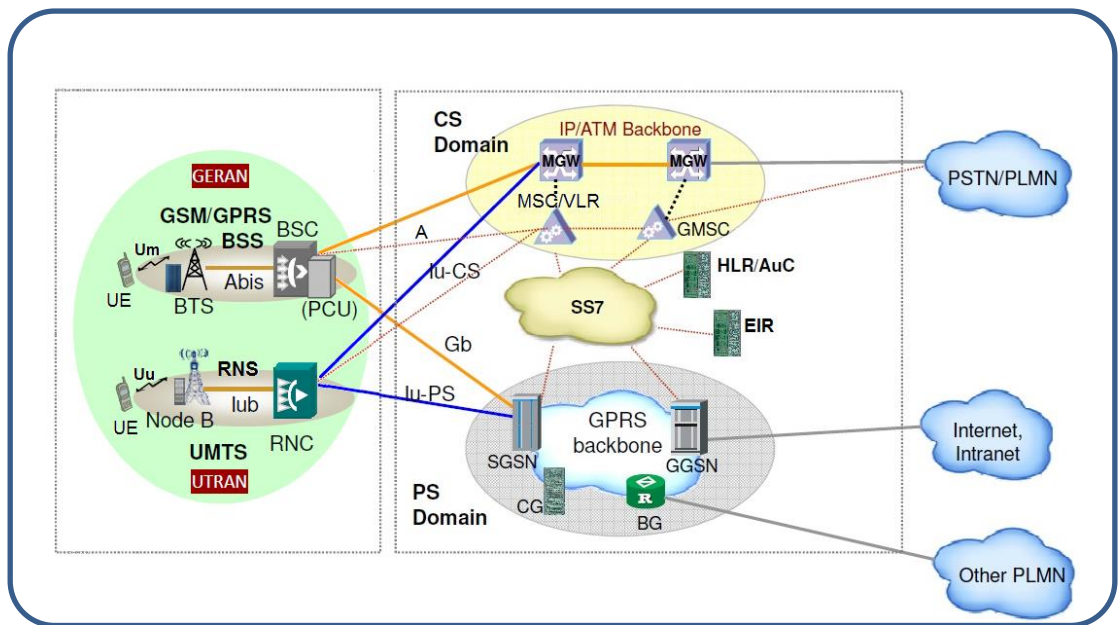 GERAN
GSM/GPRS
BSS
BSC
Um
UE
BTS
Abis
(PCU)
Uu
RNS
UE
Node B
Iub
RNC
UMTS
UTRAN
CS
Domain
IP/ATM Backbone
MGW
MGW
MSC/VLR
GMSC
A
Iu-CS
Gb
Iu-PS
SS7
HLR/AuC
EIR
GPRS
backbone
SGSN
GGSN
CG
R
BG
PS
Domain
PSTN/PLMN
Internet,
Intranet
Other PLMN